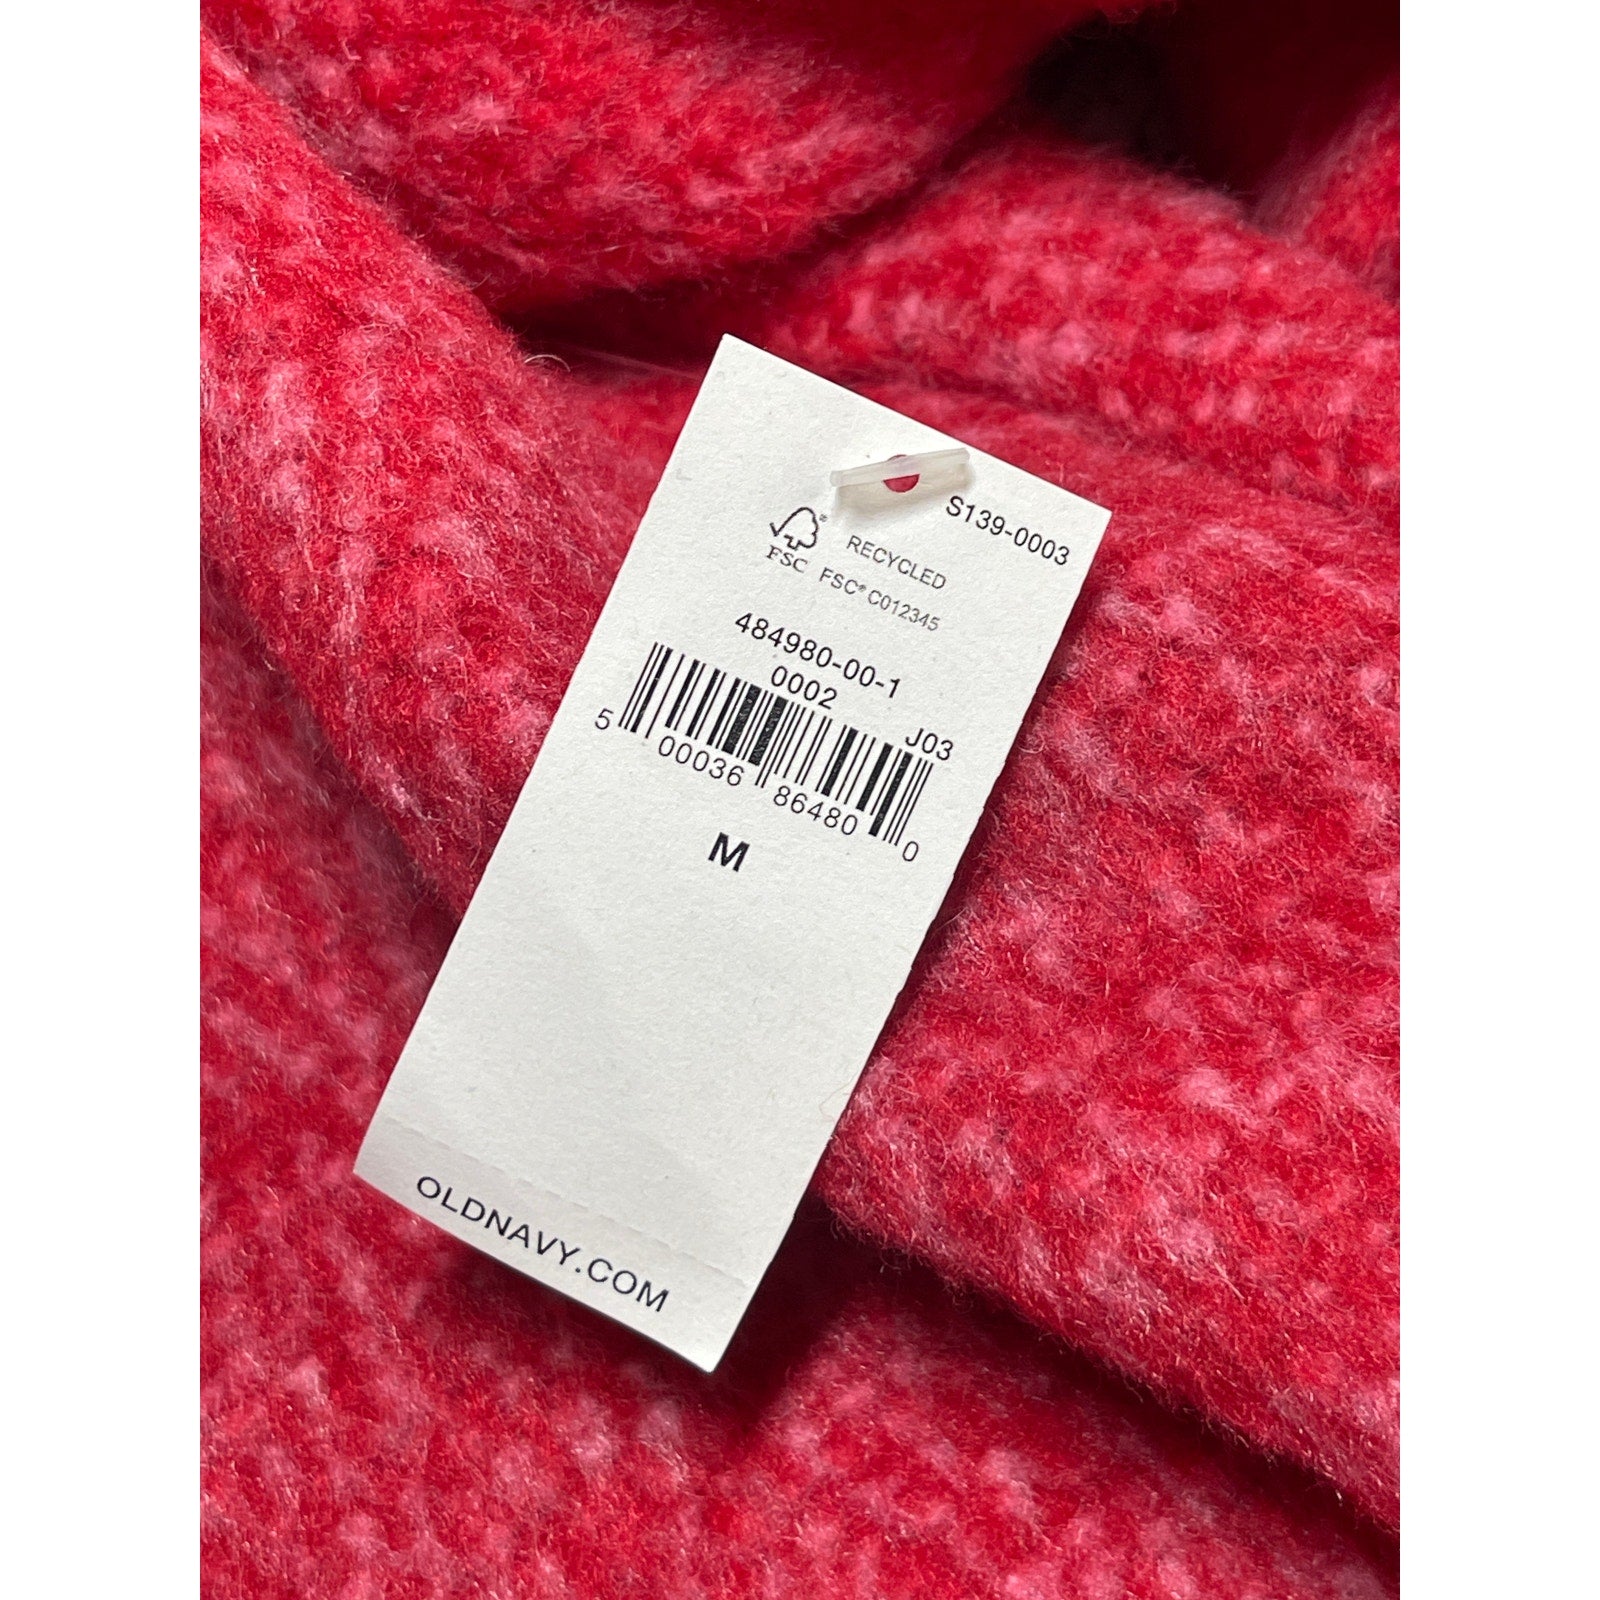 S139-0003
FSC®
RECYCLED
FSC® C012345
484980-00-1
0002
J03
5 00036 86480 0
M
OLDNAVY.COM